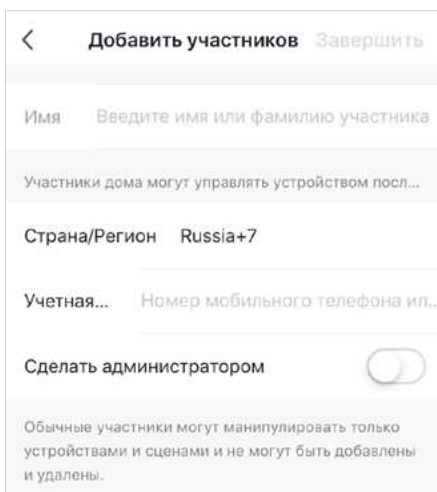 Добавить участников Завершить
Имя Введите имя или фамилию участника
Участники дома могут управлять устройством посл...
Страна/Регион Russia+7
Учетная... Номер мобильного телефона ил...
Сделать администратором
Обычные участники могут манипулировать только
устройствами и сценами и не могут быть добавлены
и удалены.